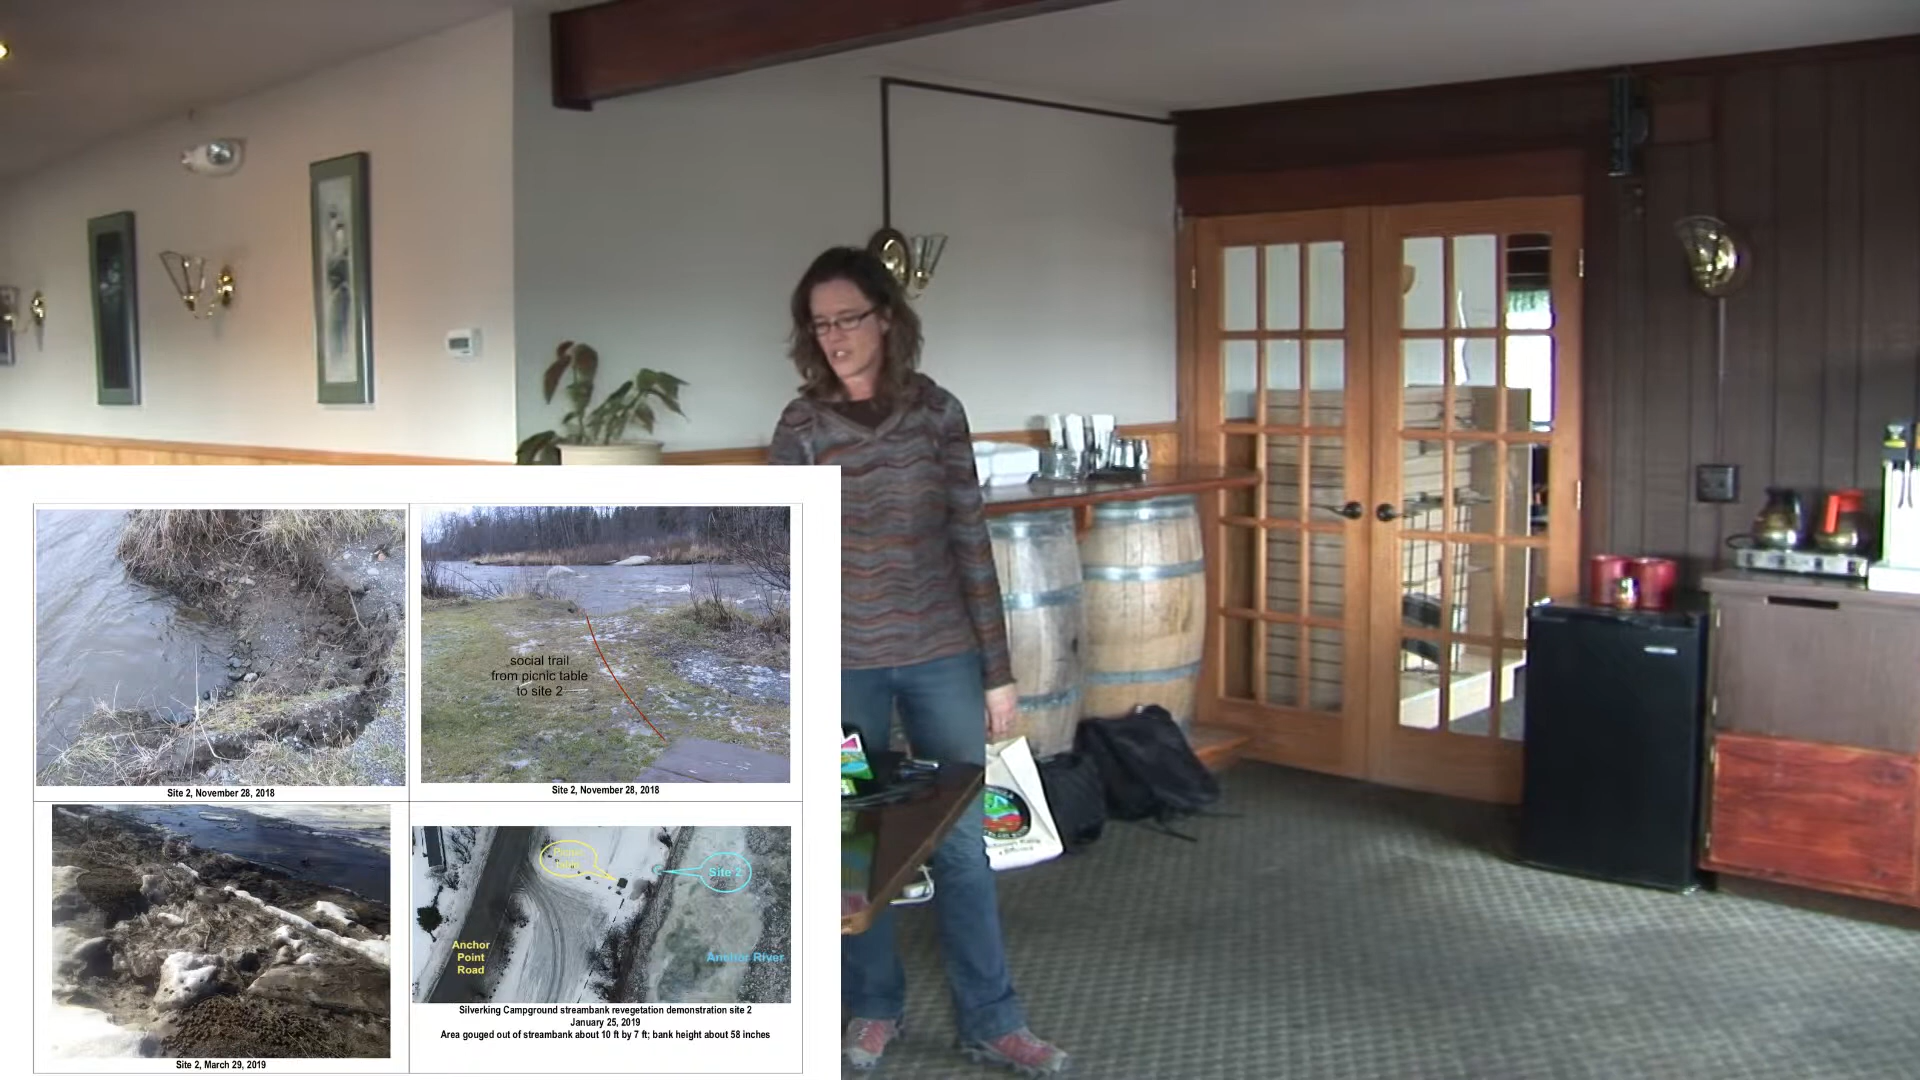 social trail
from picnic table
to site 2
Site 2, November 28, 2018
Site 2, November 28, 2018
Picnic
Table
Site 2
Anchor
Point
Road
Anchor River
Site 2, March 29, 2019
Silverking Campground streambank revegetation demonstration site 2
January 25, 2019
Area gouged out of streambank about 10 ft by 7 ft; bank height about 58 inches